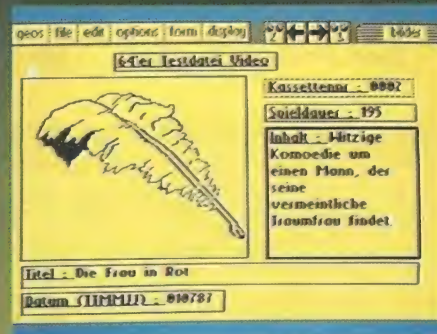 geos file edit options form display bilder
64'er Testdatei Video
Kassettennr : 0002
Spieldauer : 195
Inhalt : Witzige
Komoedie um
einen Mann, der
seine
vermeintliche
Traumfrau findet
Titel : Die Frau in Rot
Datum (TTMMJJ) : 010787